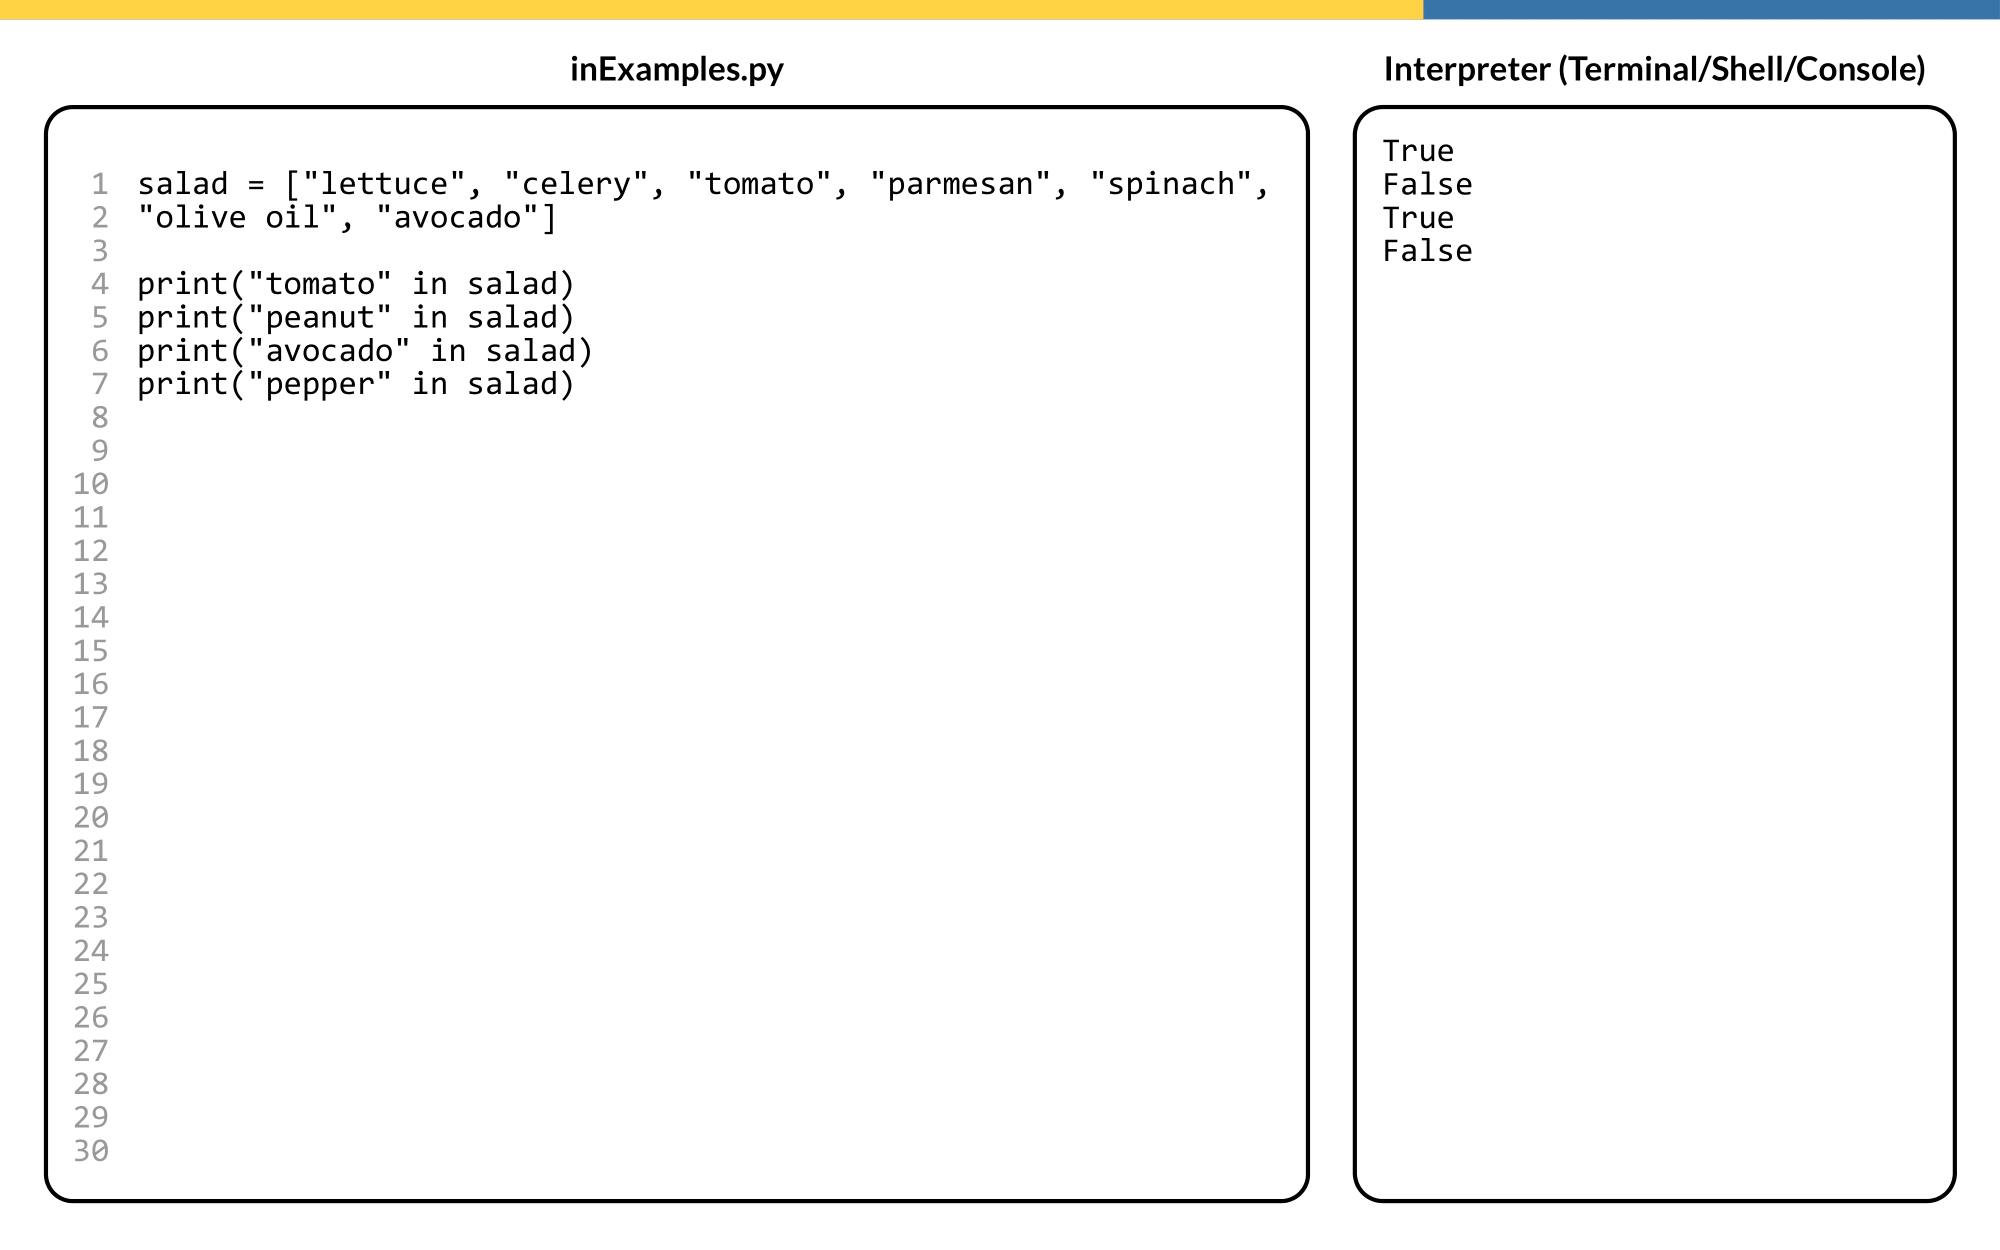 inExamples.py
1 salad = ["lettuce", "celery", "tomato", "parmesan", "spinach",
2 "olive oil", "avocado"]
3
4 print("tomato" in salad)
5 print("peanut" in salad)
6 print("avocado" in salad)
7 print("pepper" in salad)
8
9
10
11
12
13
14
15
16
17
18
19
20
21
22
23
24
25
26
27
28
29
30
Interpreter (Terminal/Shell/Console)
True
False
True
False